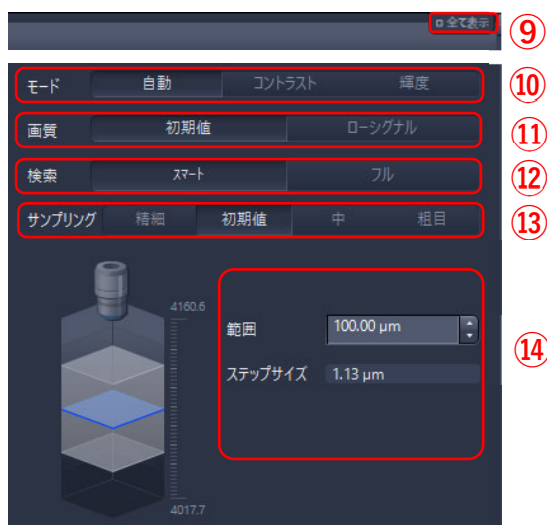 全て表示 ⑨
モード 自動 コントラスト 輝度 ⑩
画質 初期値 ローシグナル ⑪
検索 スマート フル ⑫
サンプリング 精細 初期値 中 粗目 ⑬
4160.6
範囲 100.00 µm
⑭
ステップサイズ 1.13 µm
4017.7